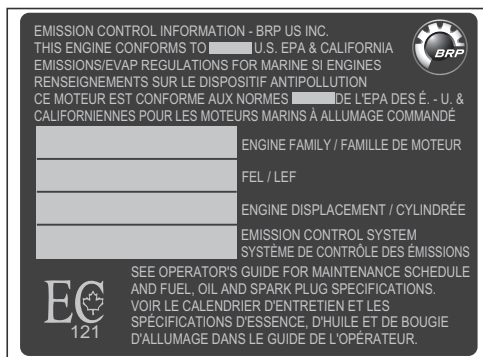 EMISSION CONTROL INFORMATION - BRP US INC.
THIS ENGINE CONFORMS TO U.S. EPA & CALIFORNIA
EMISSIONS/EVAP REGULATIONS FOR MARINE SI ENGINES
RENSEIGNEMENTS SUR LE DISPOSITIF ANTIPOLLUTION
CE MOTEUR EST CONFORME AUX NORMES DE L'EPA DES É. - U. &
CALIFORNIENNES POUR LES MOTEURS MARINS À ALLUMAGE COMMANDÉ
BRP
ENGINE FAMILY / FAMILLE DE MOTEUR
FEL / LEF
ENGINE DISPLACEMENT / CYLINDRÉE
EMISSION CONTROL SYSTEM
SYSTÈME DE CONTRÔLE DES ÉMISSIONS
EC
121
SEE OPERATOR'S GUIDE FOR MAINTENANCE SCHEDULE
AND FUEL, OIL AND SPARK PLUG SPECIFICATIONS.
VOIR LE CALENDRIER D'ENTRETIEN ET LES
SPÉCIFICATIONS D'ESSENCE, D'HUILE ET DE BOUGIE
D'ALLUMAGE DANS LE GUIDE DE L'OPÉRATEUR.